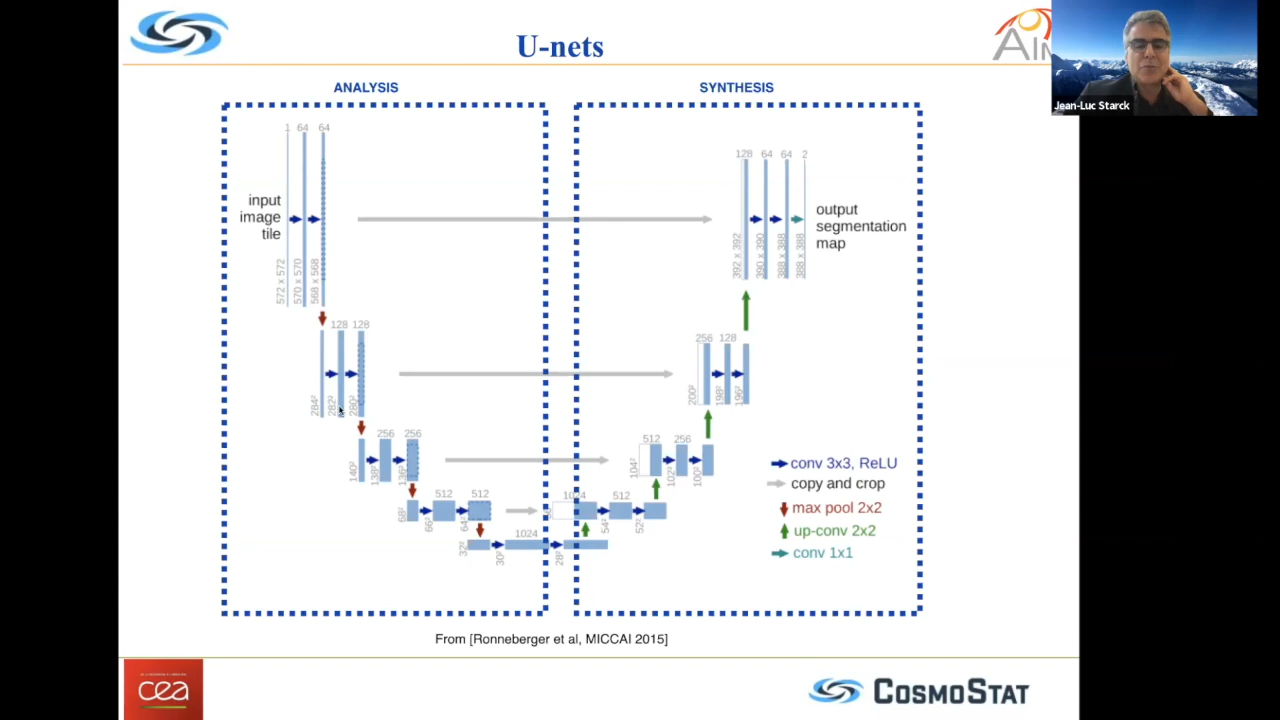 U-nets
AIM
Jean-Luc Starck
ANALYSIS
SYNTHESIS
1 64 64
input
image
tile
572 x 572
570 x 570
568 x 568
128 64 64 2
output
segmentation
map
392 x 392
390 x 390
388 x 388
388 x 388
128 128
284²
282²
280²
256 128
200²
198²
196²
256 256
140²
138²
136²
512 256
104²
102²
100²
512 512
68²
66²
64²
1024 512
54²
52²
1024
32²
30²
28²
conv 3x3, ReLU
copy and crop
max pool 2x2
up-conv 2x2
conv 1x1
From [Ronneberger et al, MICCAI 2015]
cea
COSMOSTAT